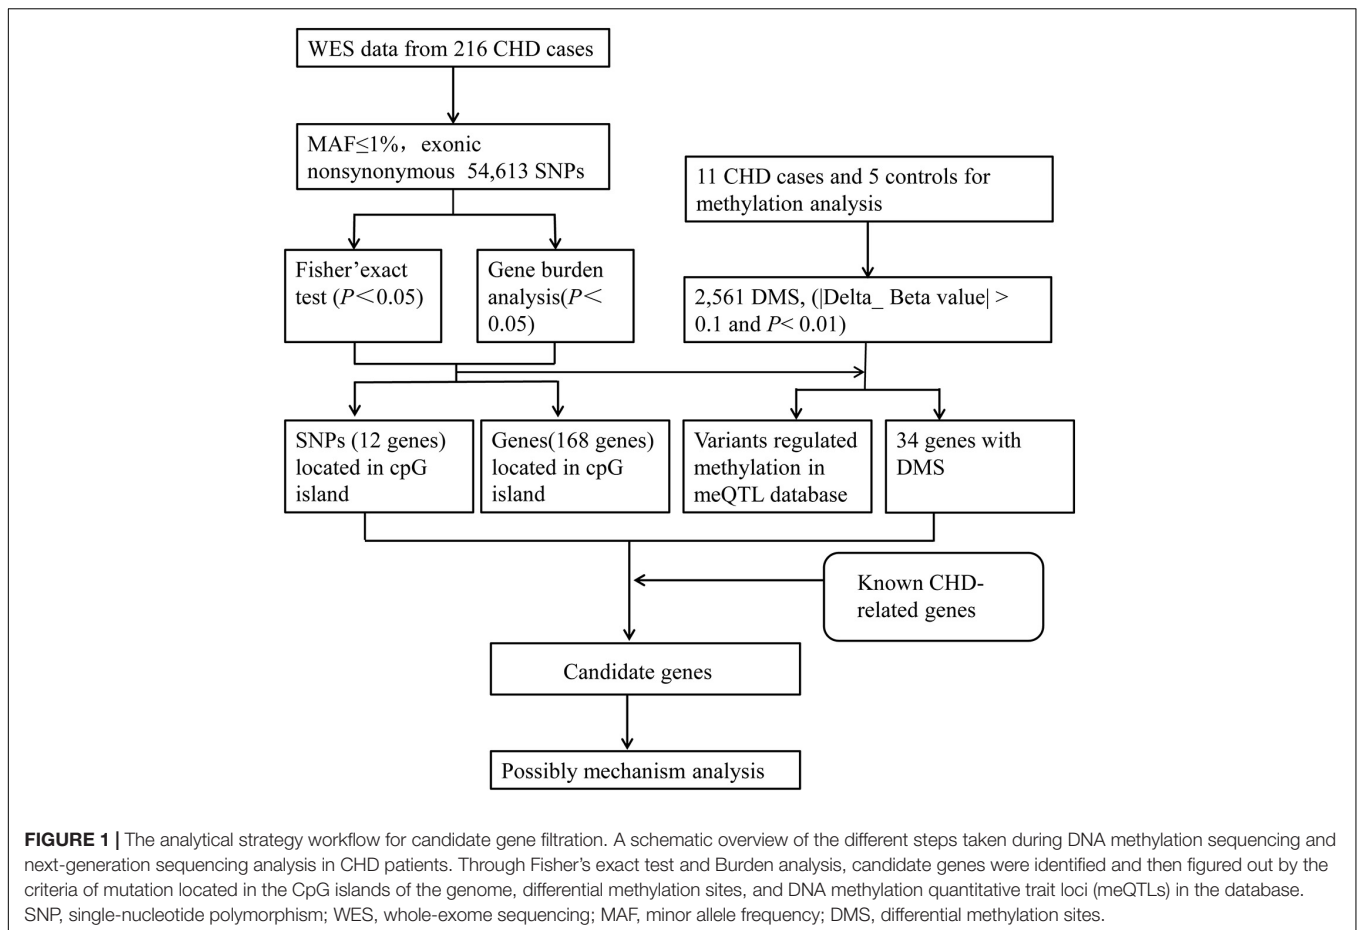 WES data from 216 CHD cases
MAF≤1%，exonic
nonsynonymous 54,613 SNPs
11 CHD cases and 5 controls for
methylation analysis
Fisher’exact
test (P＜0.05)
Gene burden
analysis(P＜
0.05)
2,561 DMS, (|Delta_ Beta value| >
0.1 and P< 0.01)
SNPs (12 genes)
located in cpG
island
Genes(168 genes)
located in cpG
island
Variants regulated
methylation in
meQTL database
34 genes with
DMS
Known CHD-
related genes
Candidate genes
Possibly mechanism analysis
FIGURE 1 | The analytical strategy workflow for candidate gene filtration. A schematic overview of the different steps taken during DNA methylation sequencing and
next-generation sequencing analysis in CHD patients. Through Fisher’s exact test and Burden analysis, candidate genes were identified and then figured out by the
criteria of mutation located in the CpG islands of the genome, differential methylation sites, and DNA methylation quantitative trait loci (meQTLs) in the database.
SNP, single-nucleotide polymorphism; WES, whole-exome sequencing; MAF, minor allele frequency; DMS, differential methylation sites.